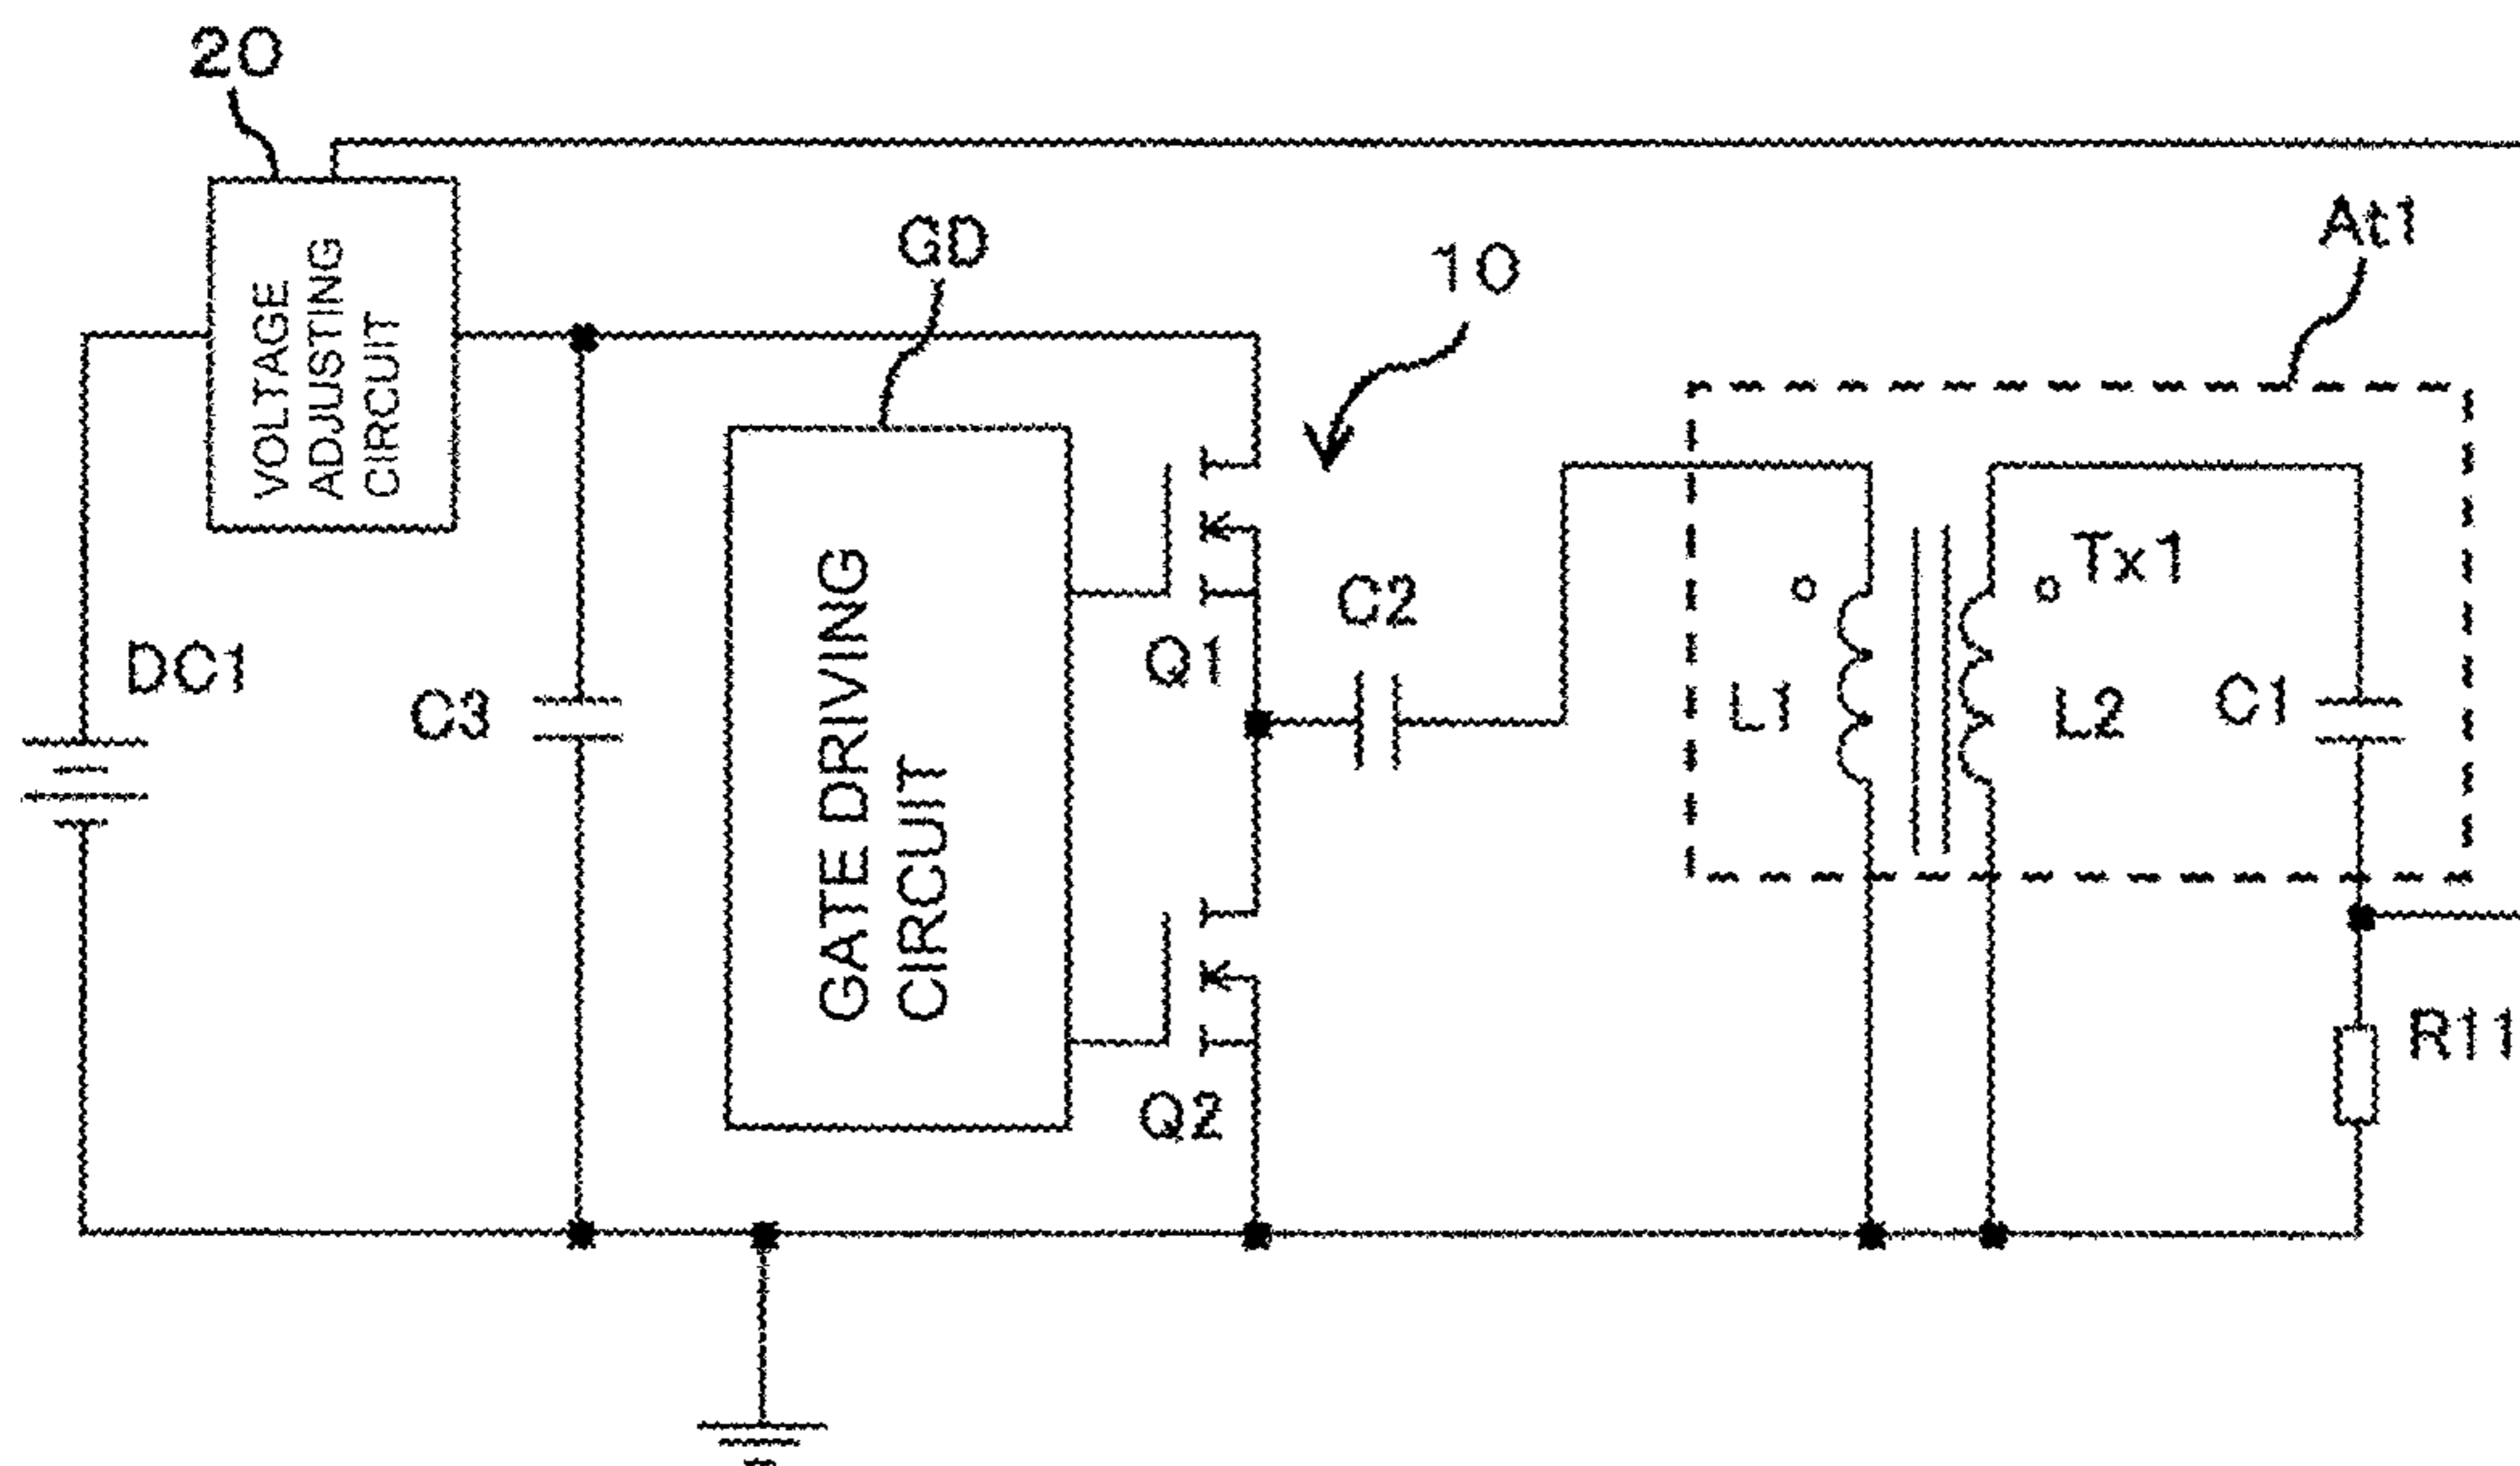 20
At1
GD
10
VOLTAGE
ADJUSTING
CIRCUIT
Tx1
C2
DC1
Q1
C3
L1
L2
C1
GATE DRIVING
CIRCUIT
R11
Q2